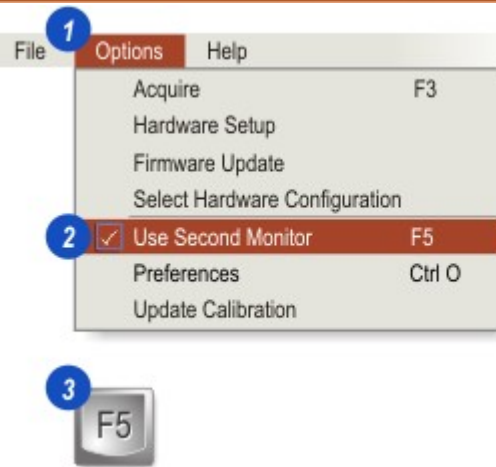 1
File Options Help
Acquire F3
Hardware Setup
Firmware Update
Select Hardware Configuration
2 Use Second Monitor F5
Preferences Ctrl O
Update Calibration
3
F5